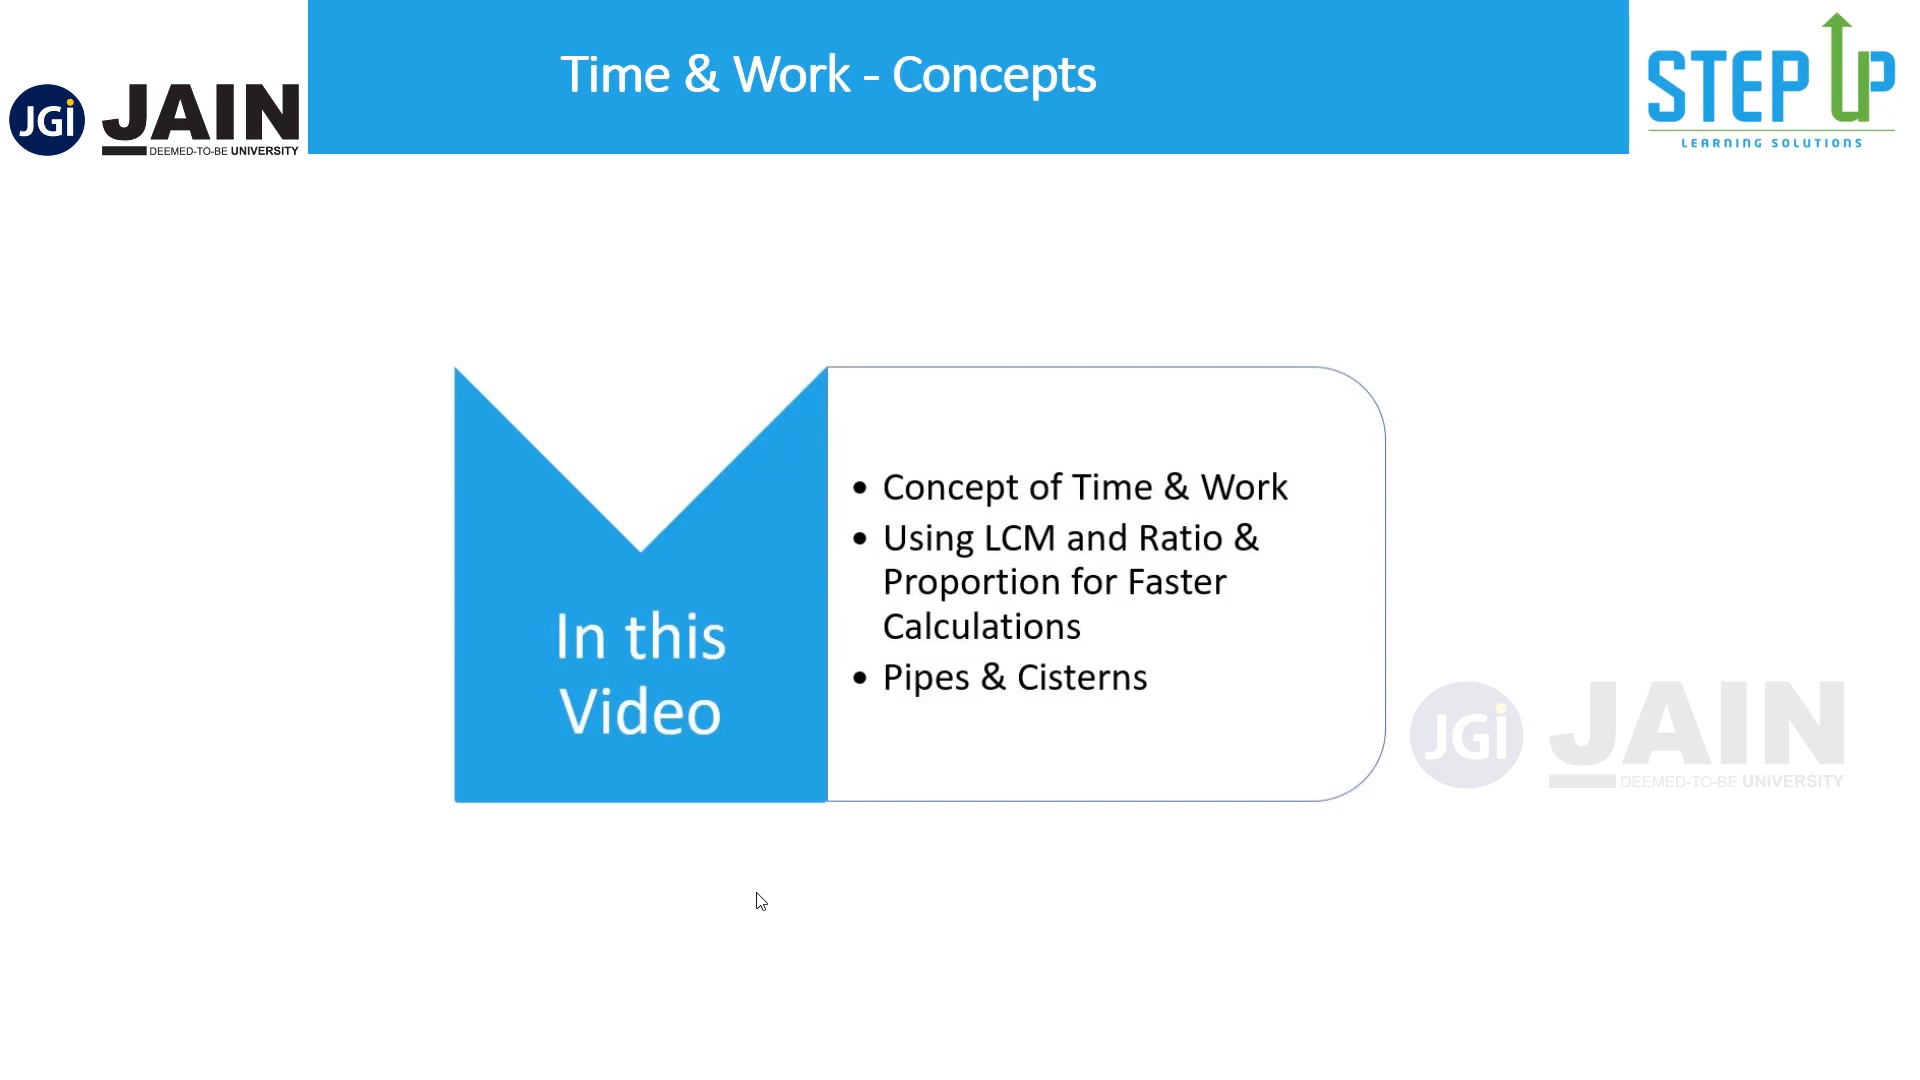 Time & Work - Concepts
JGi JAIN
DEEMED-TO-BE UNIVERSITY
STEP UP
LEARNING SOLUTIONS
In this
Video
• Concept of Time & Work
• Using LCM and Ratio &
Proportion for Faster
Calculations
• Pipes & Cisterns
JGi JAIN
DEEMED-TO-BE UNIVERSITY